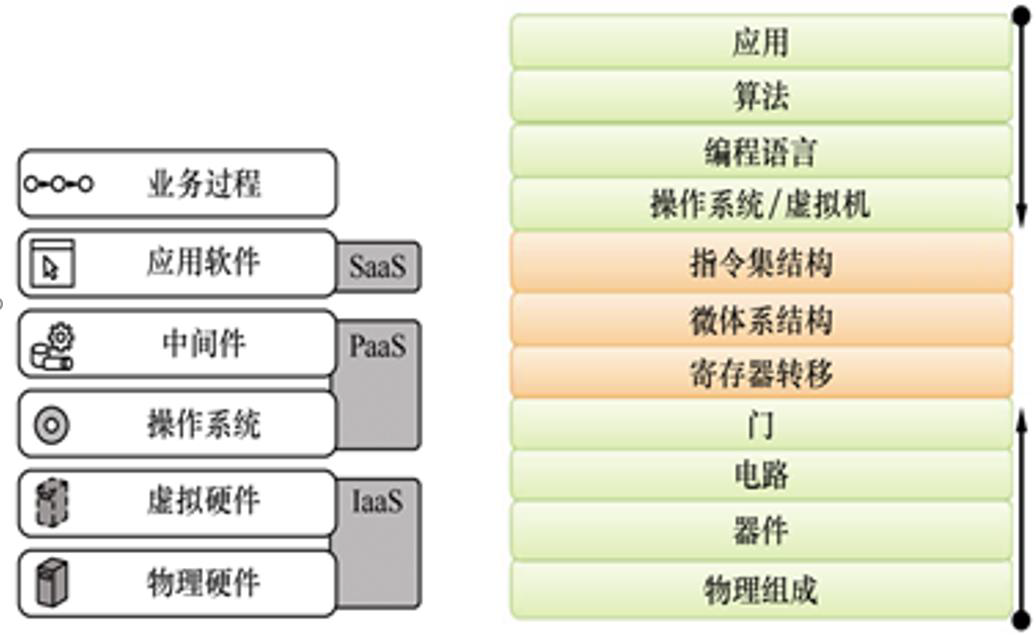 业务过程
应用软件
SaaS
中间件
PaaS
操作系统
虚拟硬件
IaaS
物理硬件
应用
算法
编程语言
操作系统/虚拟机
指令集结构
微体系结构
寄存器转移
门
电路
器件
物理组成